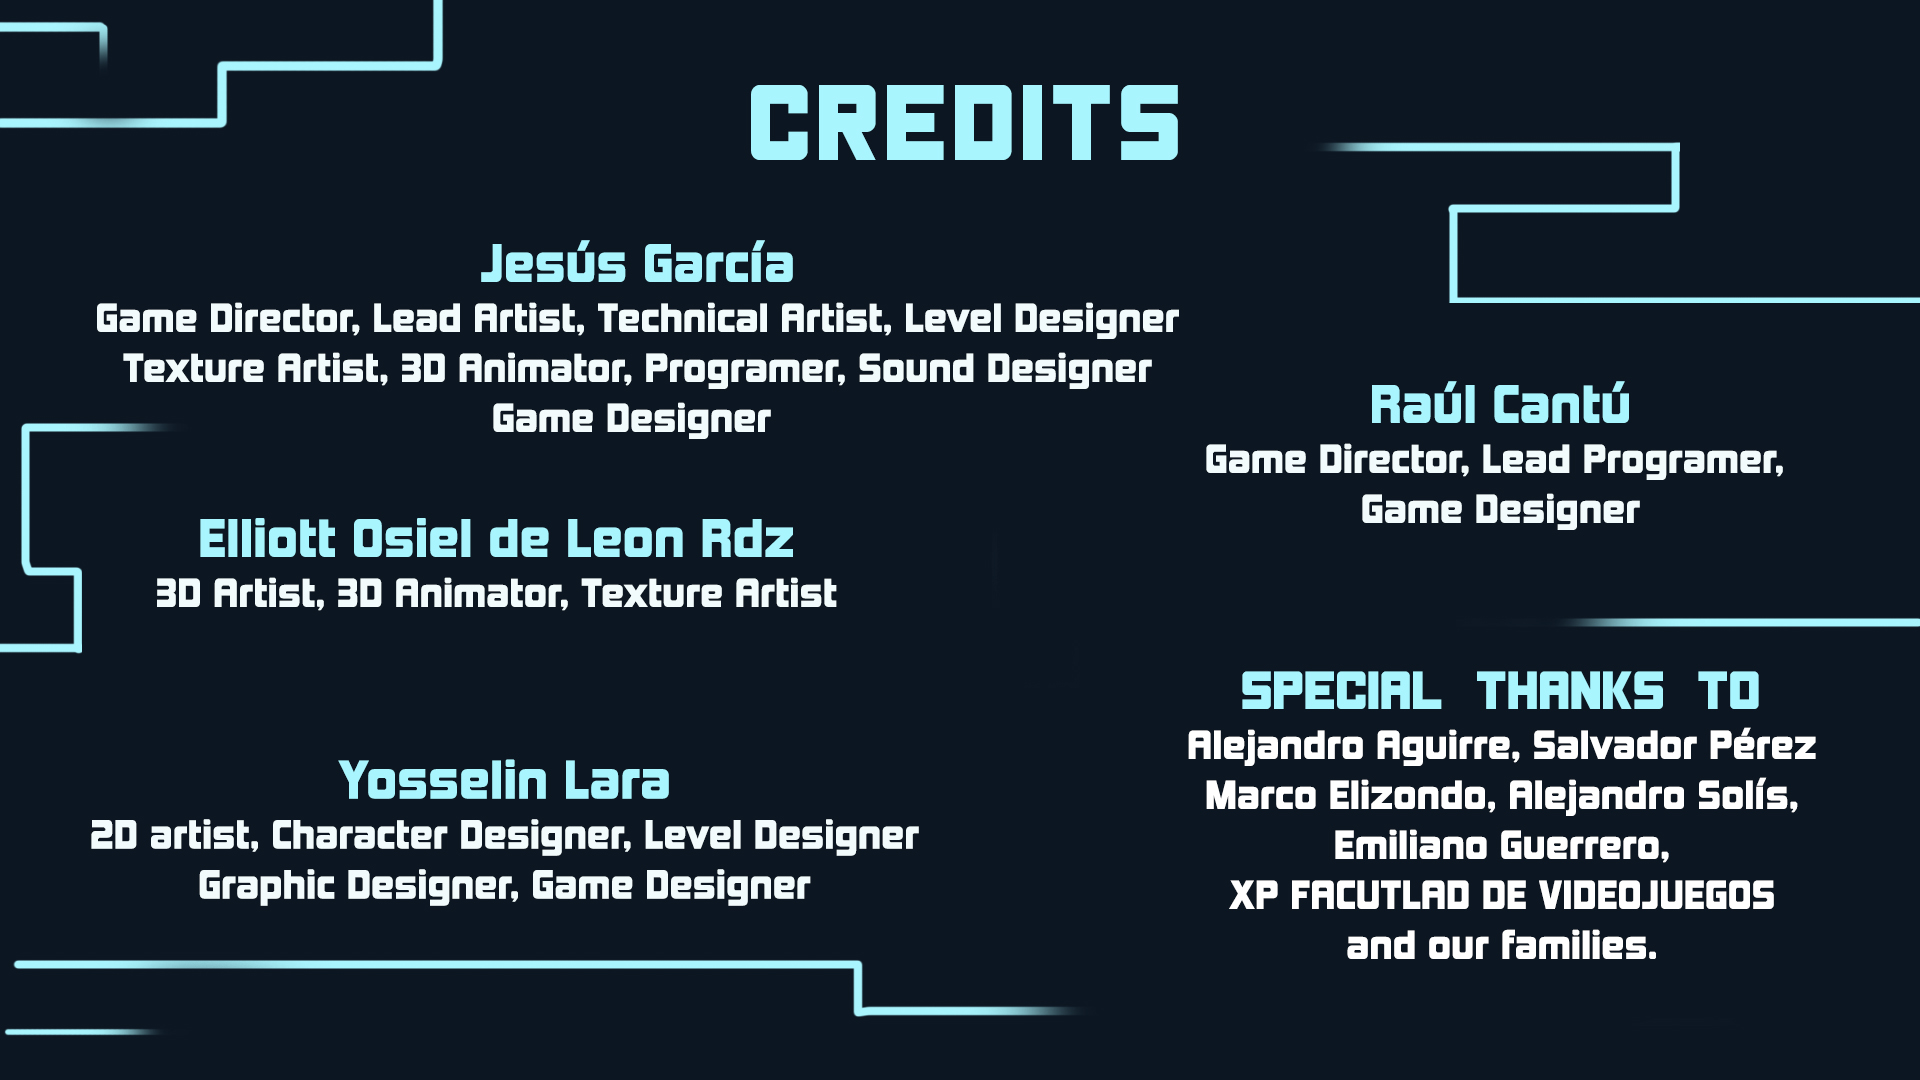 CREDITS
Jesús García
Game Director, Lead Artist, Technical Artist, Level Designer
Texture Artist, 3D Animator, Programer, Sound Designer
Game Designer
Raúl Cantú
Game Director, Lead Programer,
Game Designer
Elliott Osiel de Leon Rdz
3D Artist, 3D Animator, Texture Artist
Yosselin Lara
2D artist, Character Designer, Level Designer
Graphic Designer, Game Designer
SPECIAL THANKS TO
Alejandro Aguirre, Salvador Pérez
Marco Elizondo, Alejandro Solís,
Emiliano Guerrero,
XP FACUTLAD DE VIDEOJUEGOS
and our families.